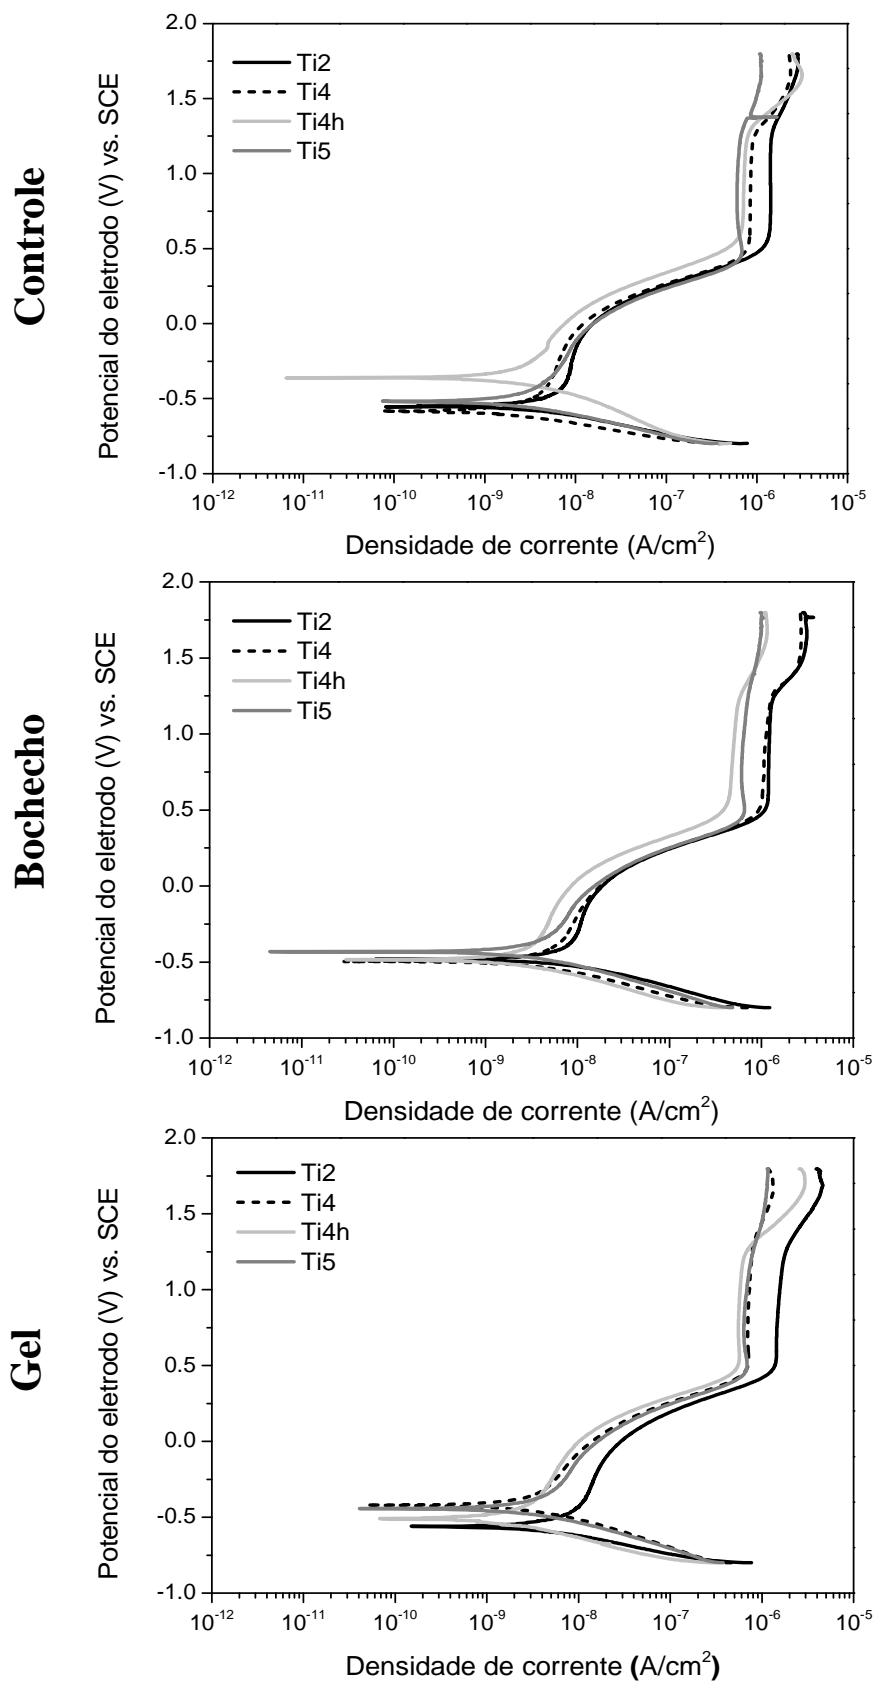 Controle
Potencial do eletrodo (V) vs. SCE
2.0
1.5
1.0
0.5
0.0
-0.5
-1.0
Ti2
Ti4
Ti4h
Ti5
10⁻¹² 10⁻¹¹ 10⁻¹⁰ 10⁻⁹ 10⁻⁸ 10⁻⁷ 10⁻⁶ 10⁻⁵
Densidade de corrente (A/cm²)
Bochecho
Potencial do eletrodo (V) vs. SCE
2.0
1.5
1.0
0.5
0.0
-0.5
-1.0
Ti2
Ti4
Ti4h
Ti5
10⁻¹² 10⁻¹¹ 10⁻¹⁰ 10⁻⁹ 10⁻⁸ 10⁻⁷ 10⁻⁶ 10⁻⁵
Densidade de corrente (A/cm²)
Gel
Potencial do eletrodo (V) vs. SCE
2.0
1.5
1.0
0.5
0.0
-0.5
-1.0
Ti2
Ti4
Ti4h
Ti5
10⁻¹² 10⁻¹¹ 10⁻¹⁰ 10⁻⁹ 10⁻⁸ 10⁻⁷ 10⁻⁶ 10⁻⁵
Densidade de corrente (A/cm²)